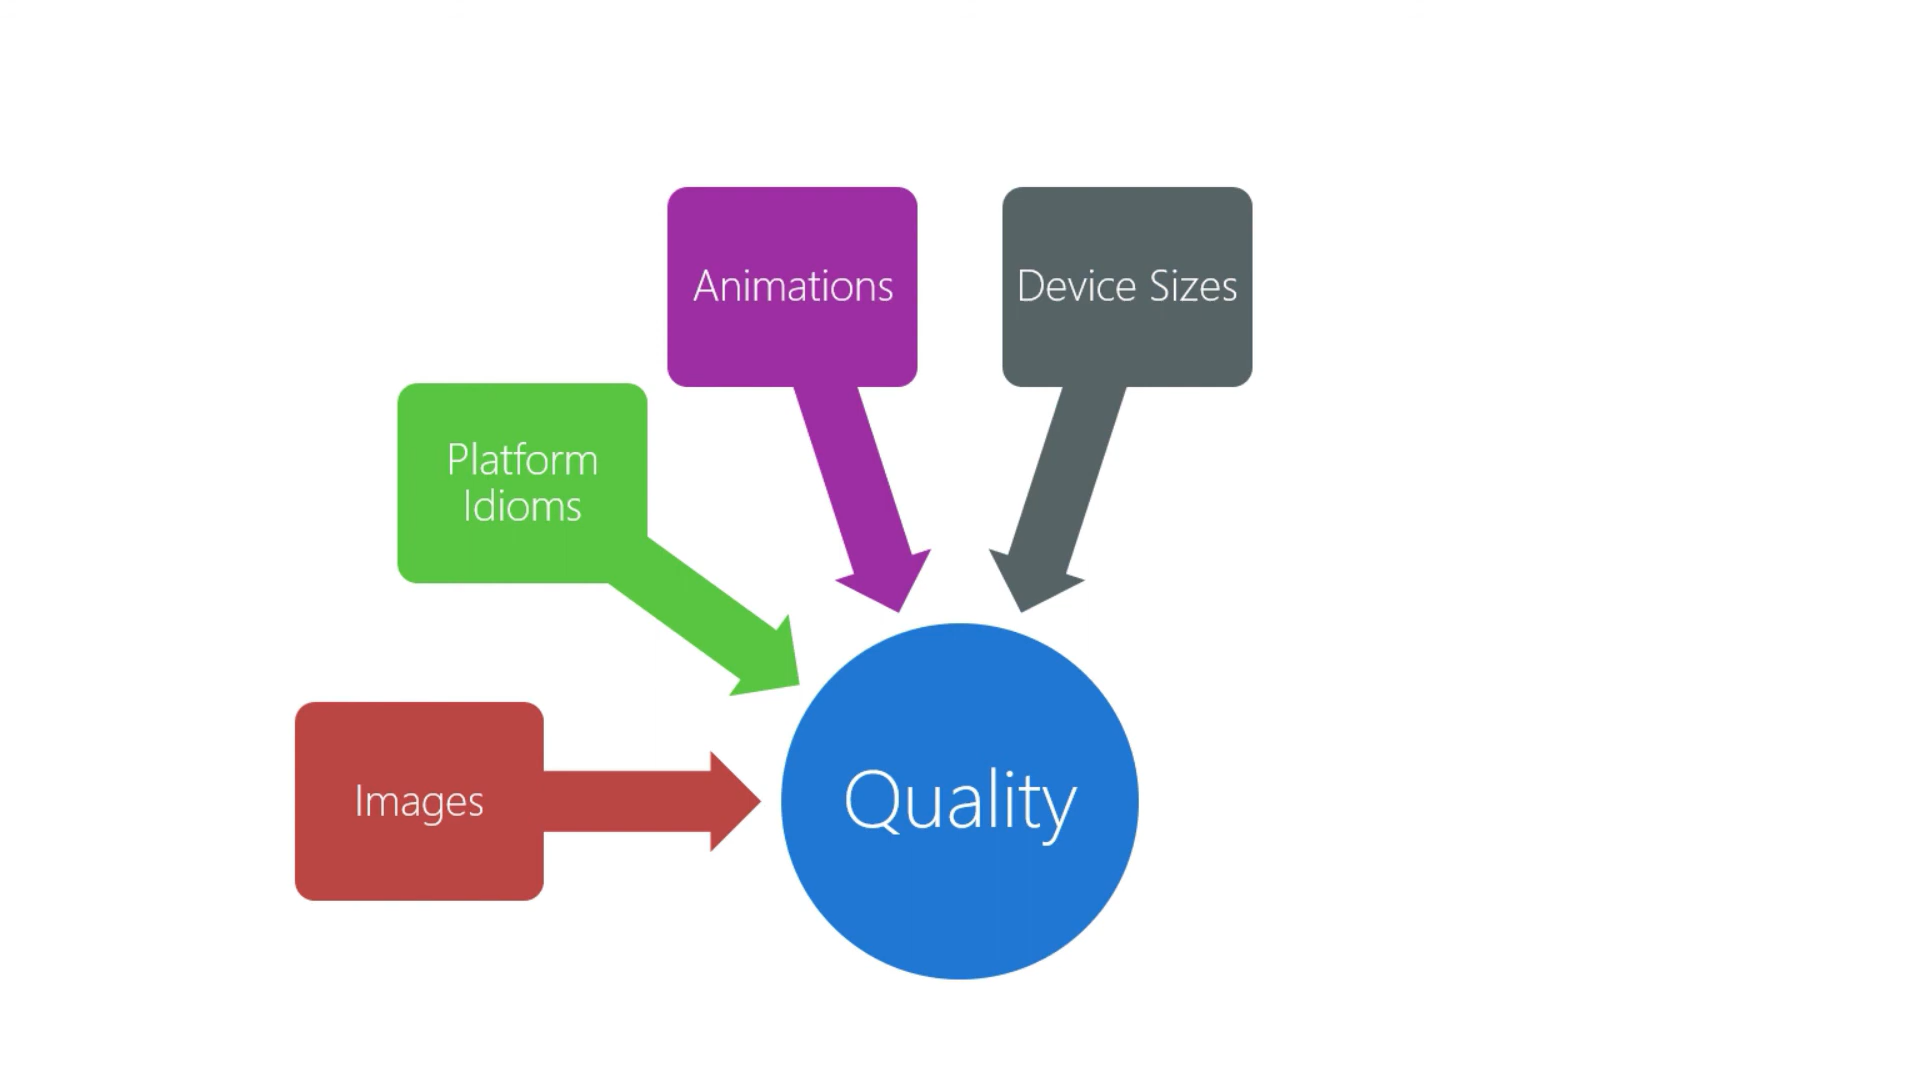 Animations
Device Sizes
Platform
Idioms
Images
Quality